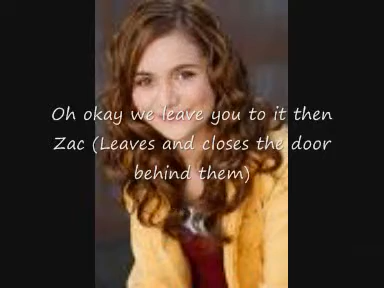 Oh okay we leave you to it then
Zac (Leaves and closes the door
behind them)